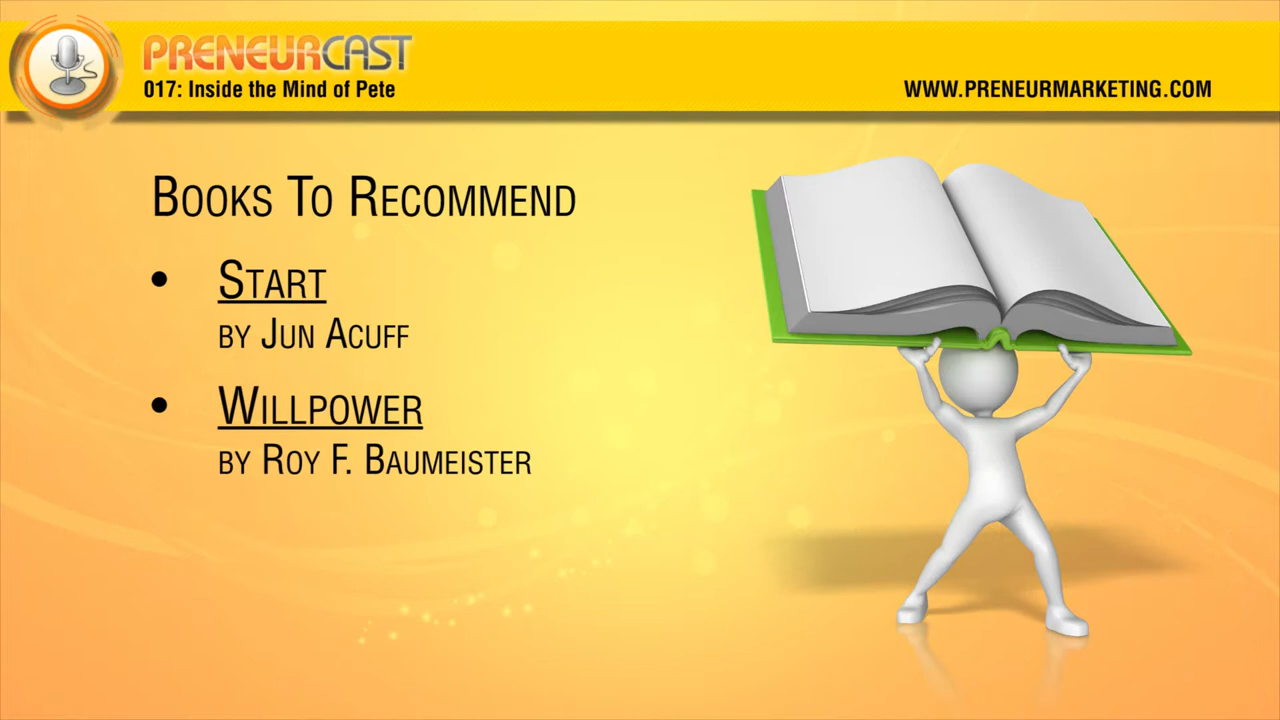 PRENEURCAST
017: Inside the Mind of Pete
WWW.PRENEURMARKETING.COM
BOOKS TO RECOMMEND
• START
BY JUN ACUFF
• WILLPOWER
BY ROY F. BAUMEISTER